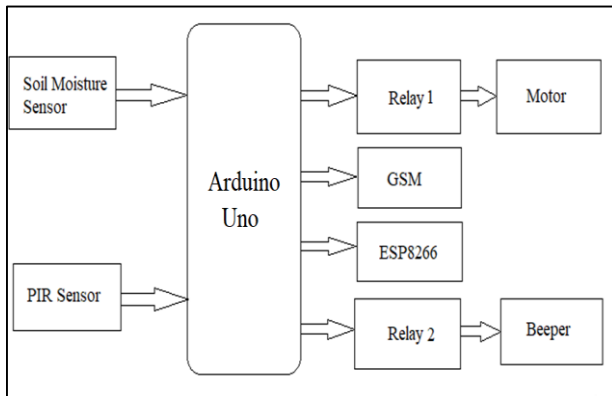 Soil Moisture
Sensor
PIR Sensor
Arduino
Uno
Relay 1
Motor
GSM
ESP8266
Relay 2
Beeper